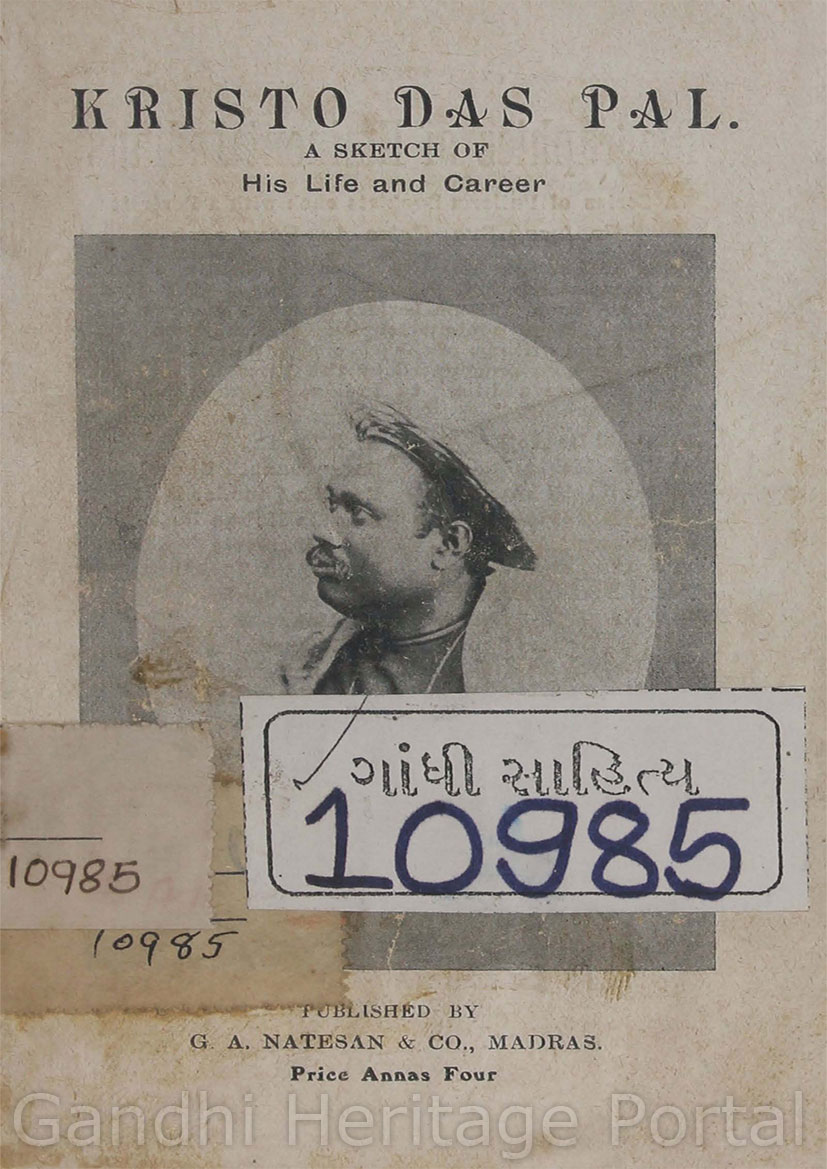 KRISTO DAS PAL.
A SKETCH OF
His Life and Career
ગાંધી સાહિત્ય
10985
10985
10985
PUBLISHED BY
G. A. NATESAN & CO., MADRAS.
Price Annas Four
Gandhi Heritage Portal